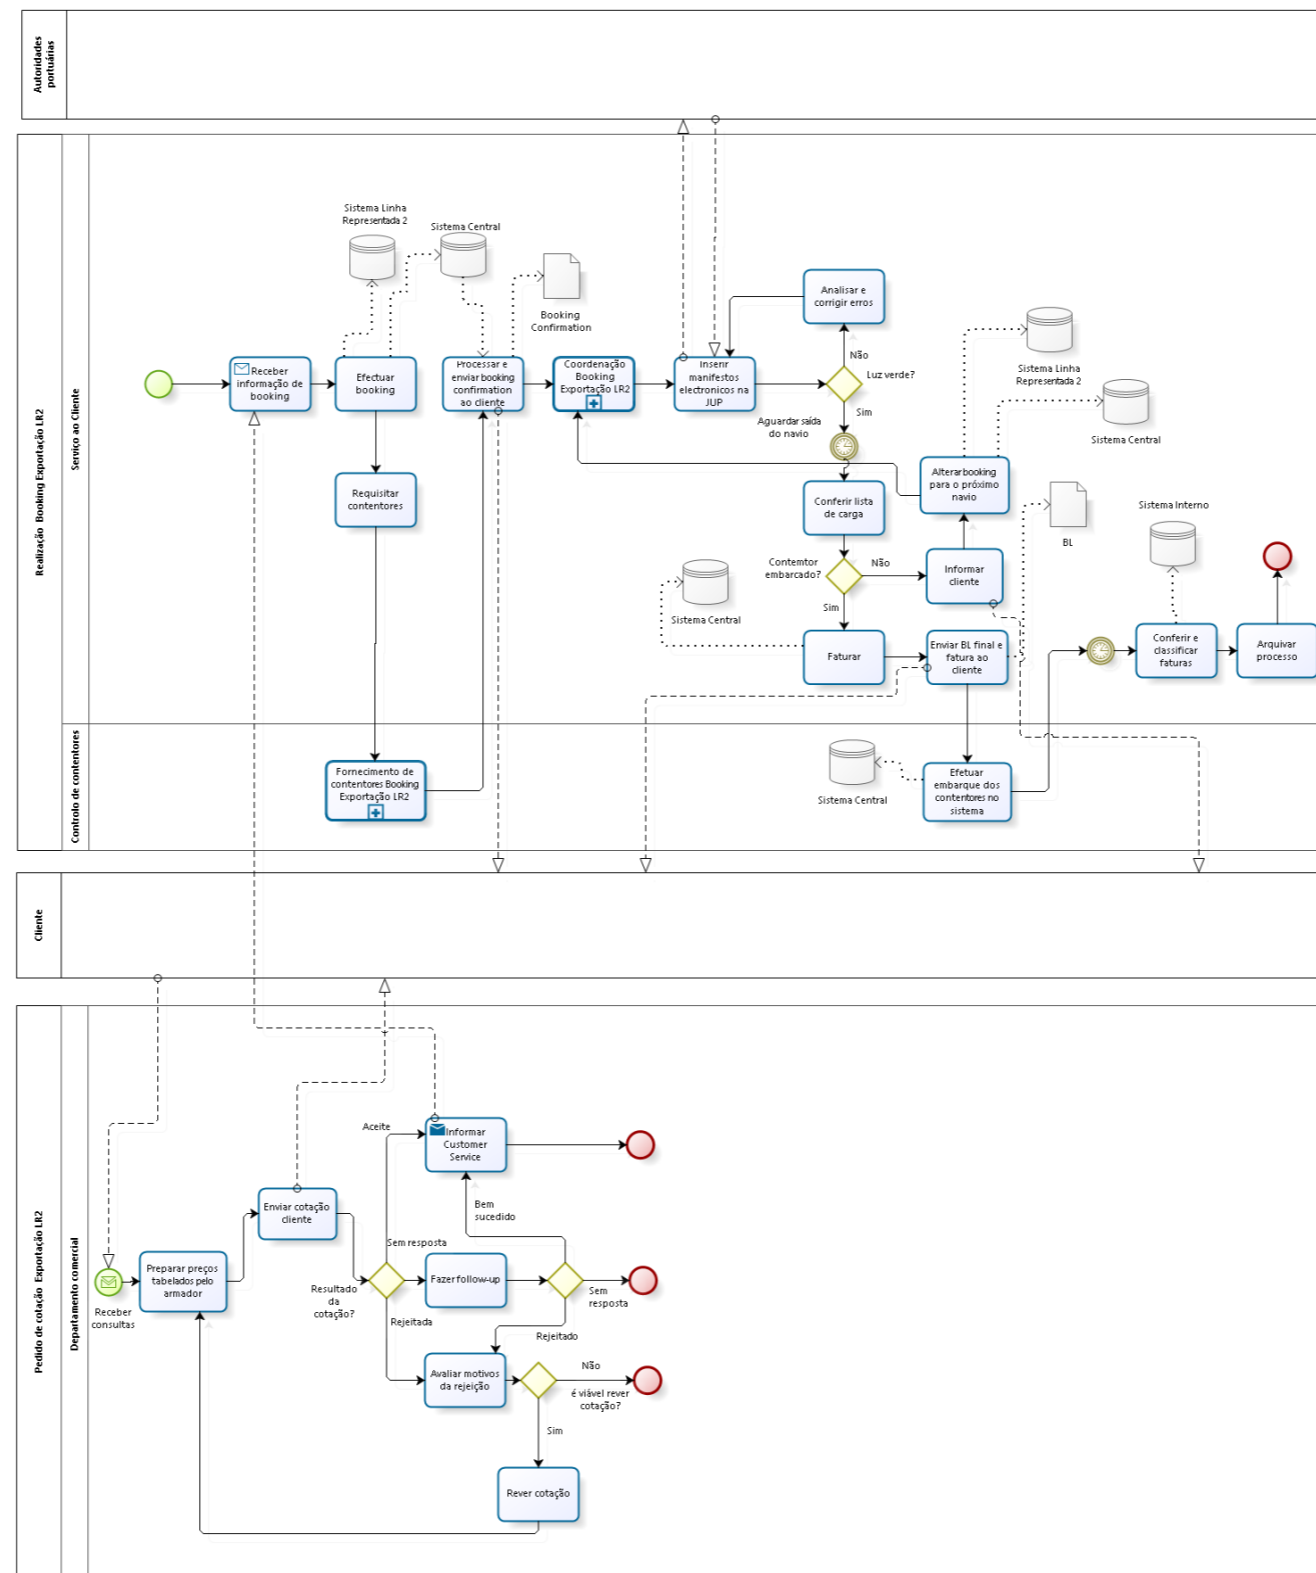 Autoridades
portuárias
Realização Booking Exportação LR2
Serviço ao Cliente
Sistema Linha
Representada 2
Sistema Central
Booking
Confirmation
Receber
informação de
booking
Efectuar
booking
Processar e
enviar booking
confirmation
ao cliente
Coordenação
Booking
Exportação LR2
Inserir
manifestos
electronicos na
JUP
Analisar e
corrigir erros
Não
Luz verde?
Sim
Aguardar saída
do navio
Sistema Linha
Representada 2
Sistema Central
Requisitar
contentores
Conferir lista
de carga
Alterar booking
para o próximo
navio
BL
Sistema Interno
Contemtor
embarcado?
Não
Sim
Informar
cliente
Sistema Central
Faturar
Enviar BL final e
fatura ao
cliente
Conferir e
classificar
faturas
Arquivar
processo
Controlo de contentores
Fornecimento de
contentores Booking
Exportação LR2
Sistema Central
Efetuar
embarque dos
contentores no
sistema
Cliente
Pedido de cotação Exportação LR2
Departamento comercial
Aceite
Informar
Customer
Service
Enviar cotação
cliente
Bem
sucedido
Sem resposta
Preparar preços
tabelados pelo
armador
Receber
consultas
Resultado
da
cotação?
Fazer follow-up
Sem
resposta
Rejeitada
Rejeitado
Avaliar motivos
da rejeição
Não
é viável rever
cotação?
Sim
Rever cotação